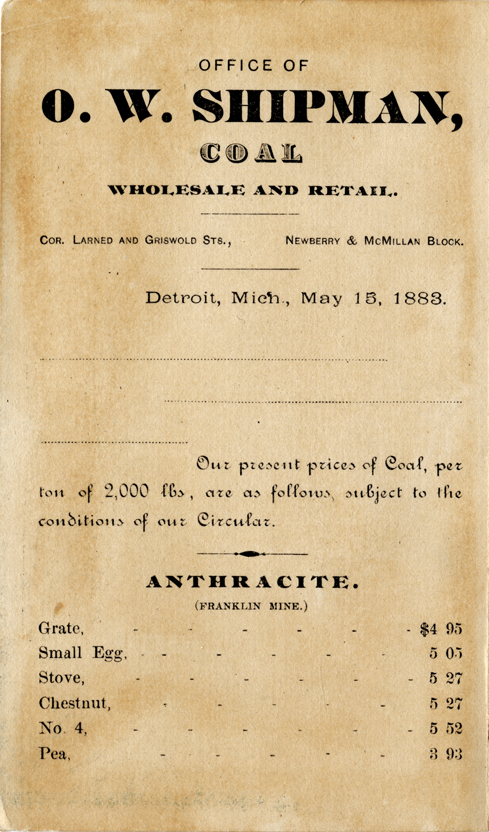 OFFICE OF
O. W. SHIPMAN,
COAL
WHOLESALE AND RETAIL.
COR. LARNED AND GRISWOLD STS., NEWBERRY & MCMILLAN BLOCK.
Detroit, Mich., May 15, 1883.
Our present prices of Coal, per
ton of 2,000 lbs, are as follows, subject to the
conditions of our Circular.
ANTHRACITE.
(FRANKLIN MINE.)
Grate, - - - - - - $4 95
Small Egg, - - - - - - 5 05
Stove, - - - - - - 5 27
Chestnut, - - - - - 5 27
No. 4, - - - - - - 5 52
Pea, - - - - - 3 93